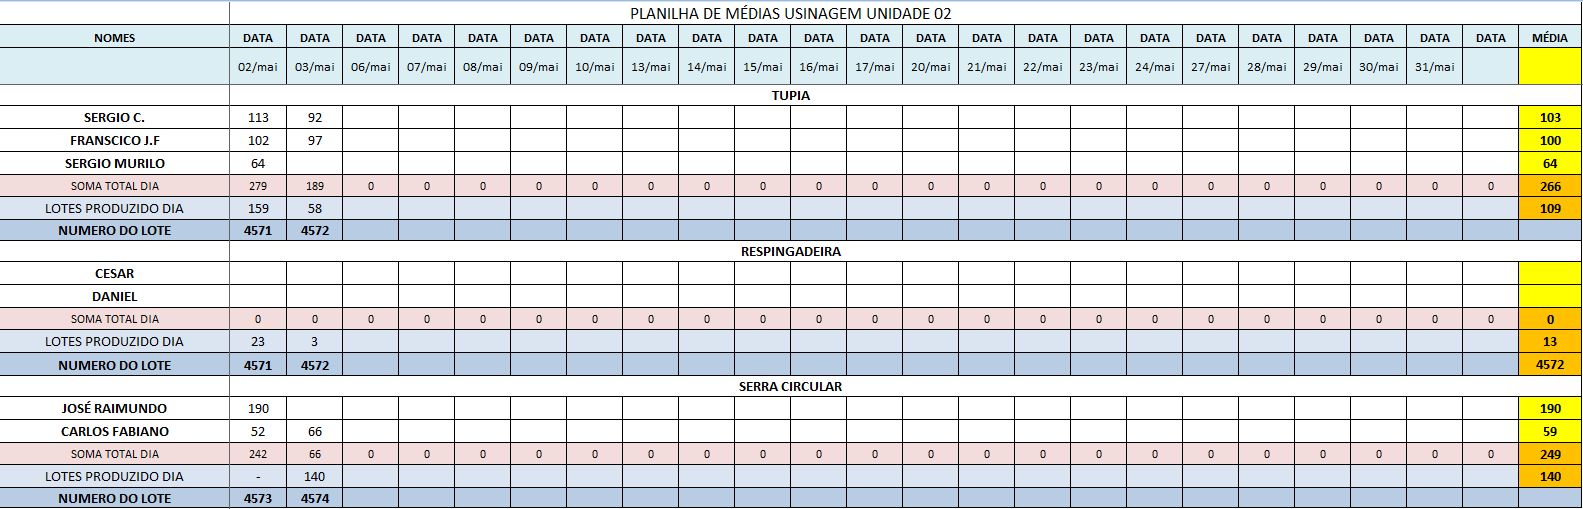 PLANILHA DE MÉDIAS USINAGEM UNIDADE 02
NOMES DATA DATA DATA DATA DATA DATA DATA DATA DATA DATA DATA DATA DATA DATA DATA DATA DATA DATA DATA DATA DATA DATA DATA MÉDIA
02/mai 03/mai 06/mai 07/mai 08/mai 09/mai 10/mai 13/mai 14/mai 15/mai 16/mai 17/mai 20/mai 21/mai 22/mai 23/mai 24/mai 27/mai 28/mai 29/mai 30/mai 31/mai
TUPIA
SERGIO C. 113 92 103
FRANSCICO J.F 102 97 100
SERGIO MURILO 64 64
SOMA TOTAL DIA 279 189 0 0 0 0 0 0 0 0 0 0 0 0 0 0 0 0 0 0 0 0 0 266
LOTES PRODUZIDO DIA 159 58 109
NUMERO DO LOTE 4571 4572
RESPINGADEIRA
CESAR
DANIEL
SOMA TOTAL DIA 0 0 0 0 0 0 0 0 0 0 0 0 0 0 0 0 0 0 0 0 0 0 0 0
LOTES PRODUZIDO DIA 23 3 13
NUMERO DO LOTE 4571 4572 4572
SERRA CIRCULAR
JOSÉ RAIMUNDO 190 190
CARLOS FABIANO 52 66 59
SOMA TOTAL DIA 242 66 0 0 0 0 0 0 0 0 0 0 0 0 0 0 0 0 0 0 0 0 0 249
LOTES PRODUZIDO DIA - 140 140
NUMERO DO LOTE 4573 4574